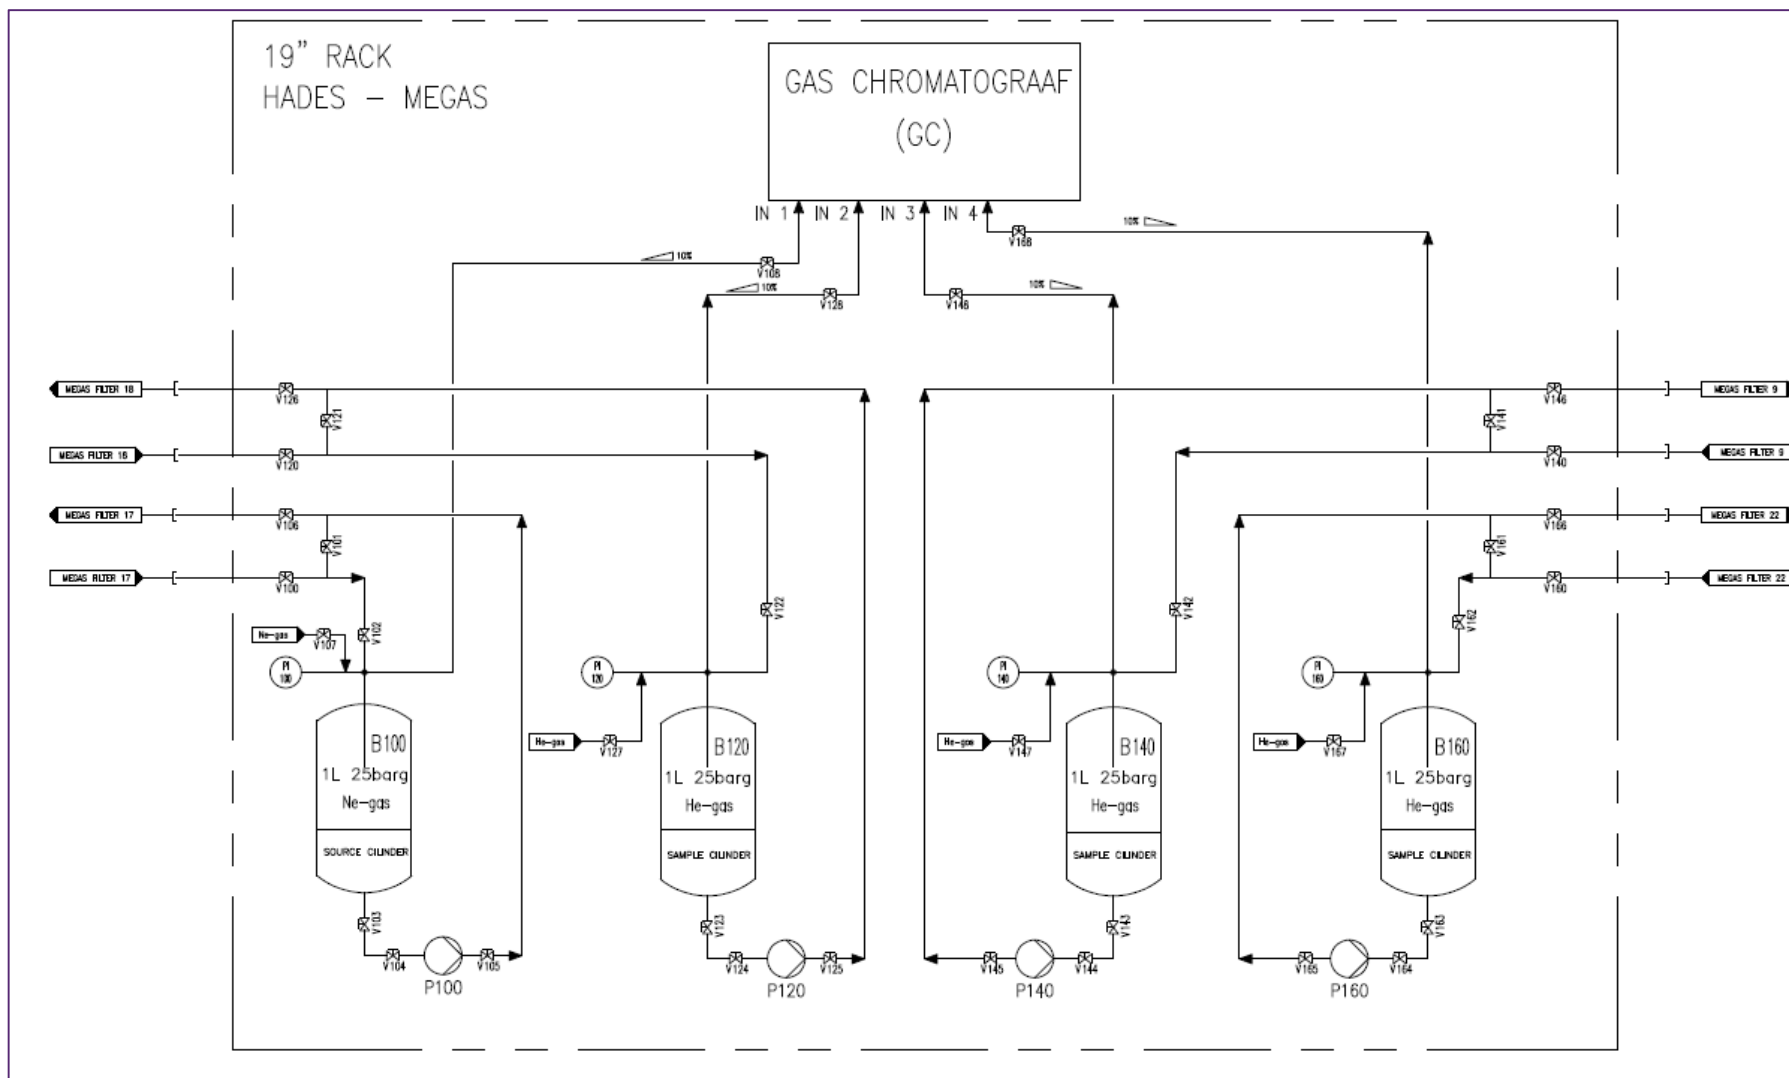 19" RACK
HADES – MEGAS
GAS CHROMATOGRAAF
(GC)
IN 1
IN 2
IN 3
IN 4
V168
10%
10%
V108
10%
V128
V148
10%
MEGAS FILTER 18
V126
V121
MEGAS FILTER 16
V120
MEGAS FILTER 17
V106
V101
MEGAS FILTER 17
V100
V146
MEGAS FILTER 9
V141
V140
MEGAS FILTER 9
V166
MEGAS FILTER 22
V161
V160
MEGAS FILTER 22
Ne-gas
V107
V102
V122
V142
V162
PI
100
PI
120
PI
140
PI
160
He-gas
V127
He-gas
V147
He-gas
V167
B100
1L 25barg
Ne-gas
SOURCE CILINDER
B120
1L 25barg
He-gas
SAMPLE CILINDER
B140
1L 25barg
He-gas
SAMPLE CILINDER
B160
1L 25barg
He-gas
SAMPLE CILINDER
V103
V104
V105
P100
V123
V124
V125
P120
V143
V145
V144
P140
V163
V165
V164
P160